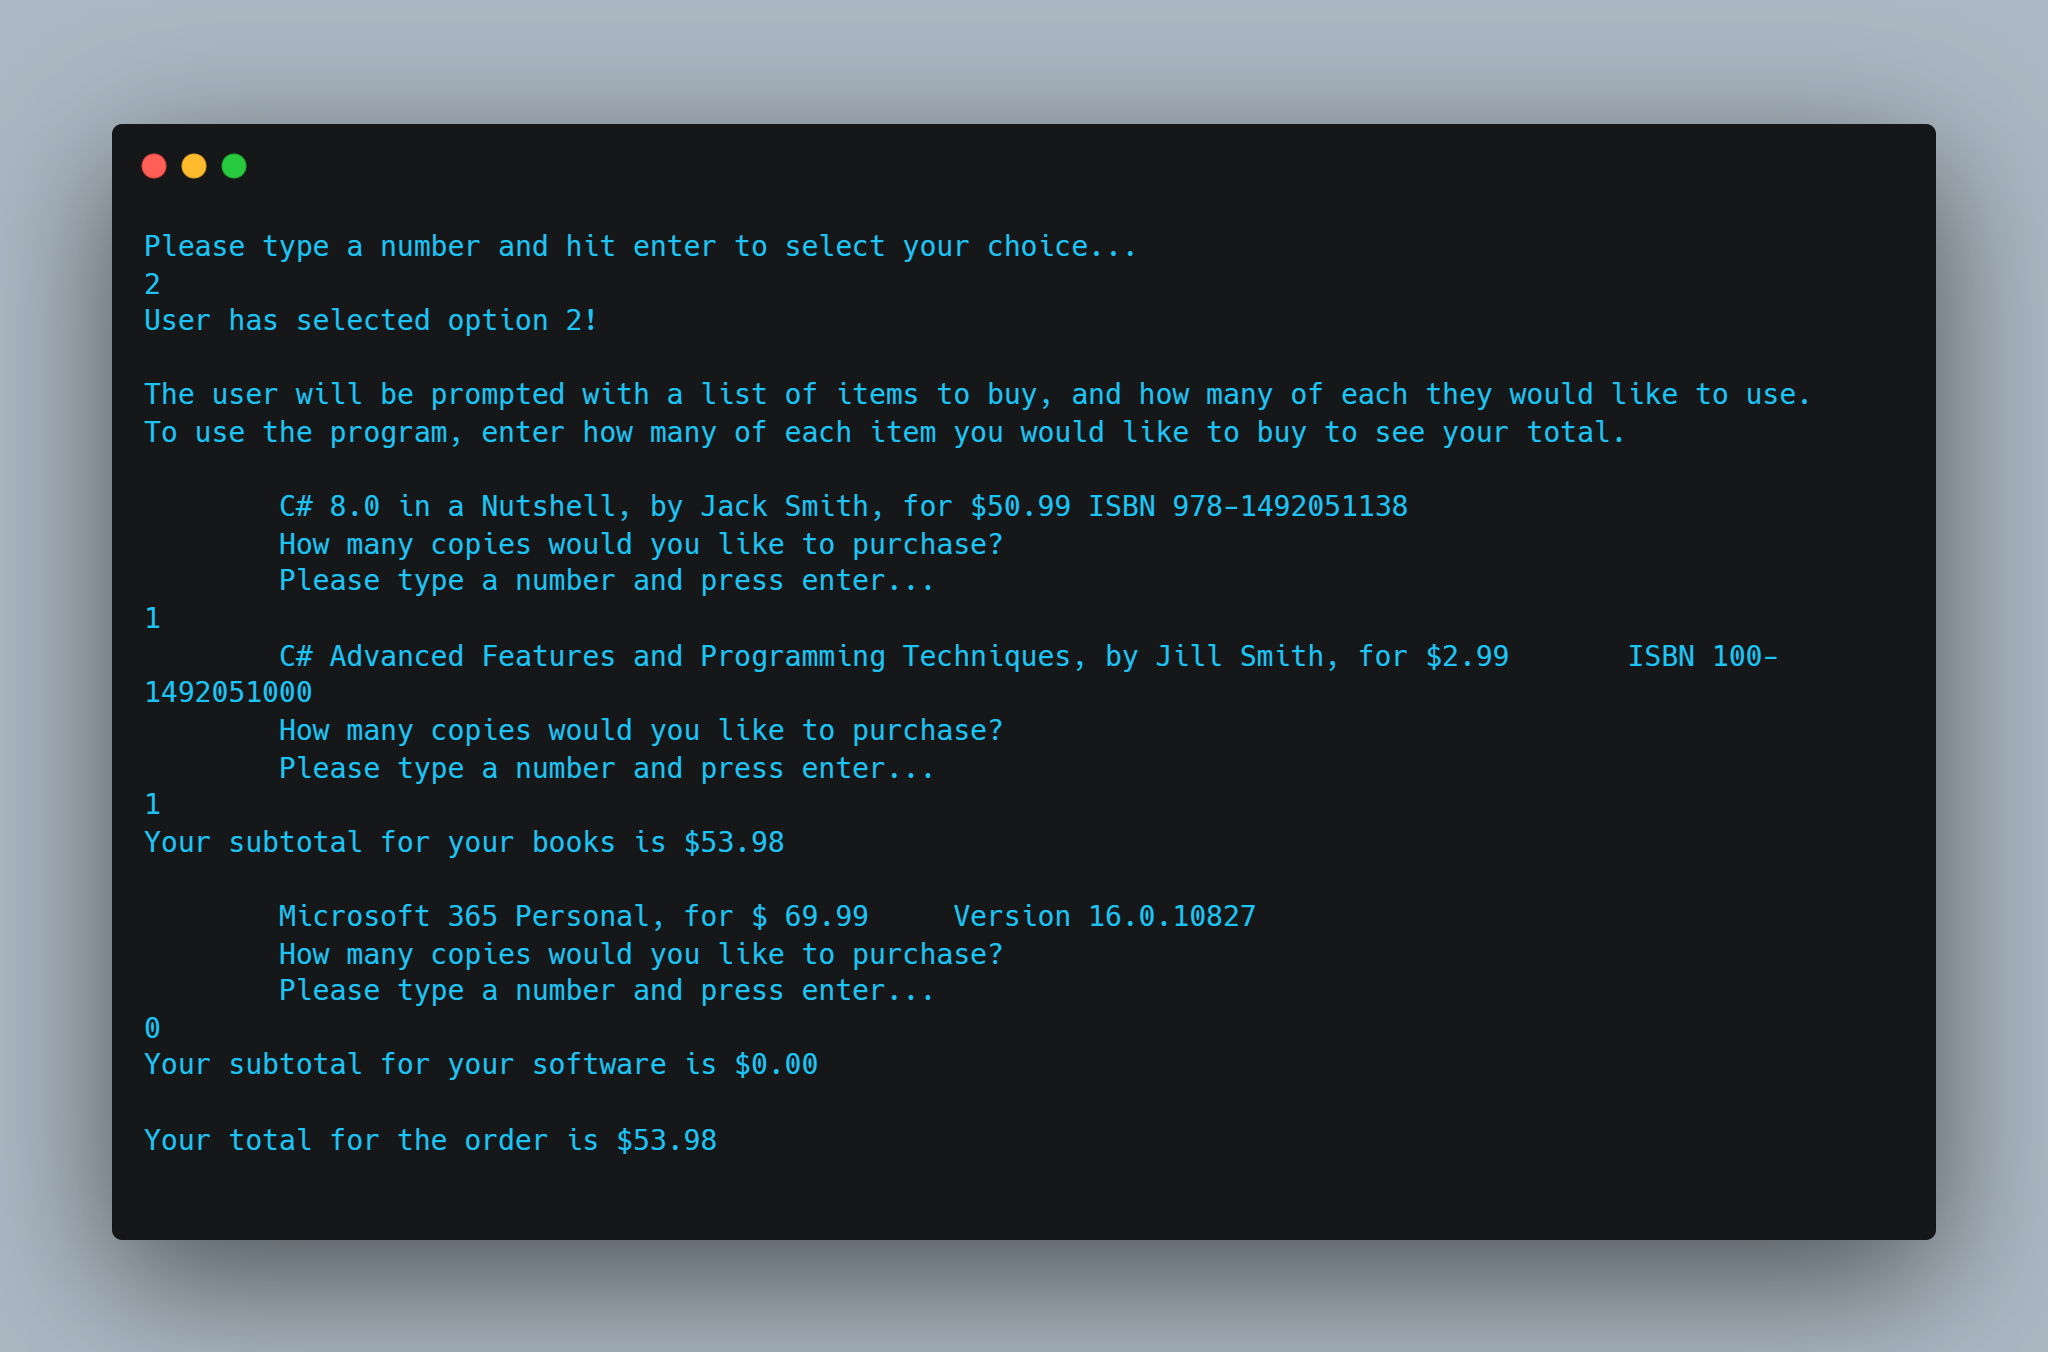 Please type a number and hit enter to select your choice...
2
User has selected option 2!
The user will be prompted with a list of items to buy, and how many of each they would like to use.
To use the program, enter how many of each item you would like to buy to see your total.
C# 8.0 in a Nutshell, by Jack Smith, for $50.99 ISBN 978-1492051138
How many copies would you like to purchase?
Please type a number and press enter...
1
C# Advanced Features and Programming Techniques, by Jill Smith, for $2.99       ISBN 100-
1492051000
How many copies would you like to purchase?
Please type a number and press enter...
1
Your subtotal for your books is $53.98
Microsoft 365 Personal, for $ 69.99     Version 16.0.10827
How many copies would you like to purchase?
Please type a number and press enter...
0
Your subtotal for your software is $0.00
Your total for the order is $53.98